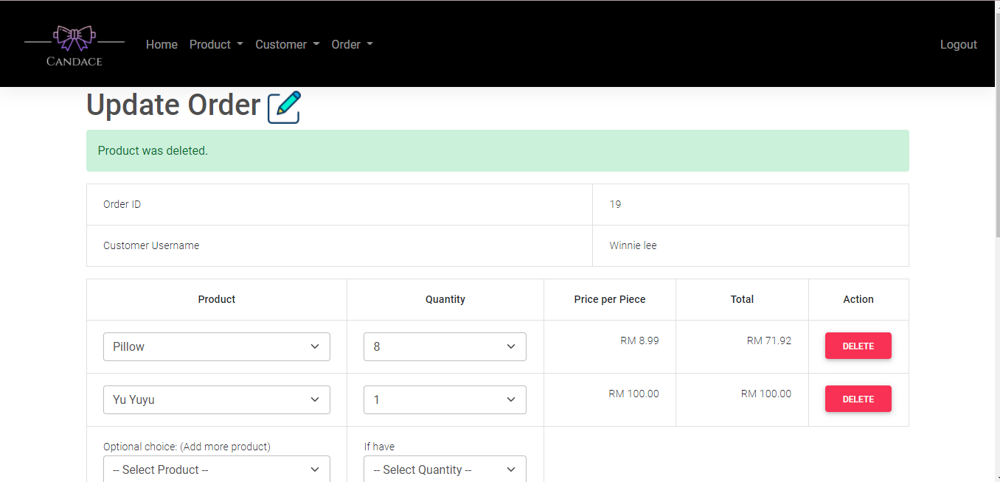 CANDACE
Home Product Customer Order Logout
Update Order
Product was deleted.
Order ID 19
Customer Username Winnie lee
Product Quantity Price per Piece Total Action
Pillow 8 RM 8.99 RM 71.92 DELETE
Yu Yuyu 1 RM 100.00 RM 100.00 DELETE
Optional choice: (Add more product) If have
-- Select Product -- -- Select Quantity --